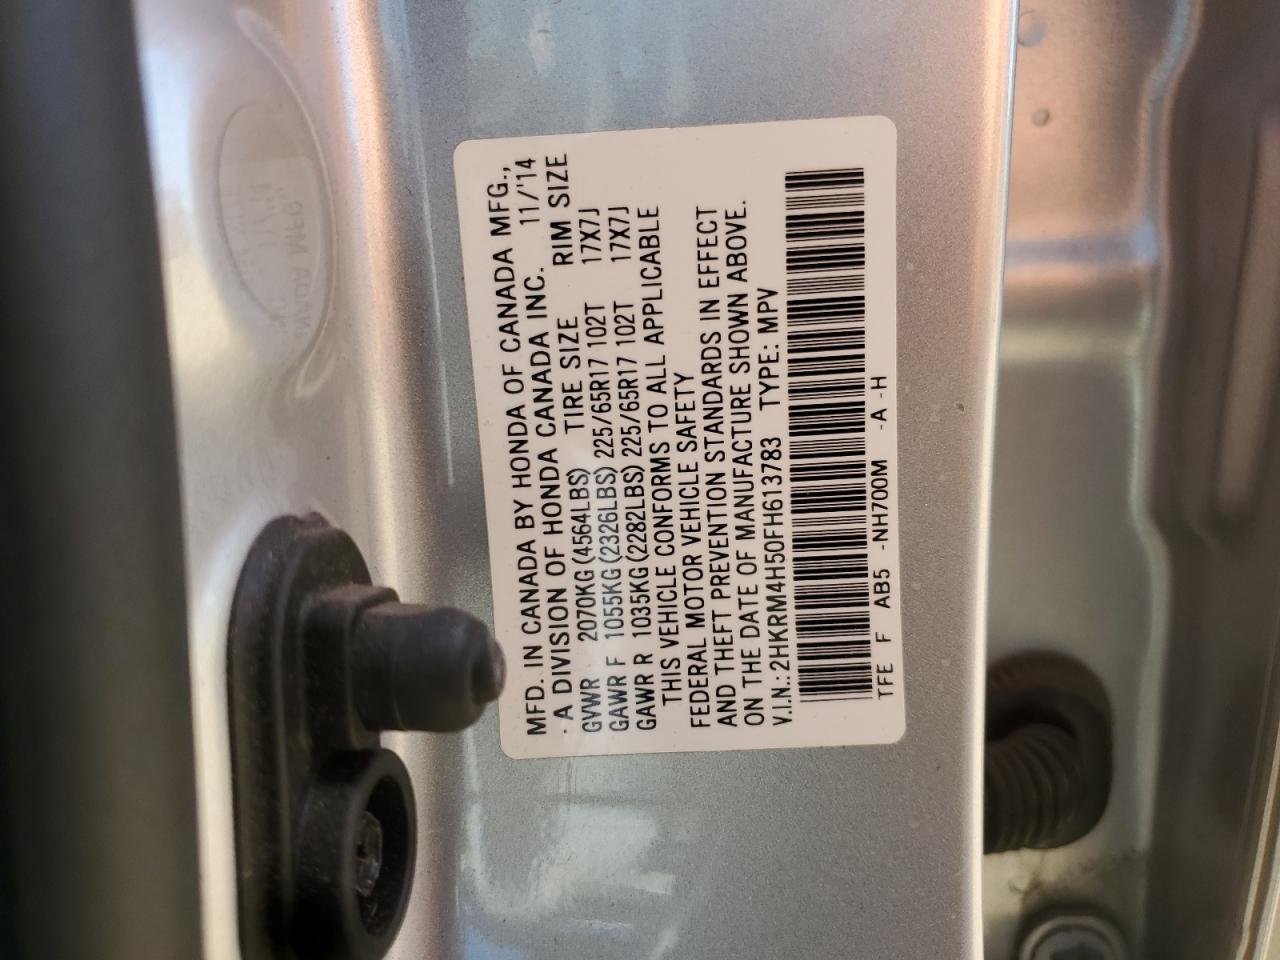 MFD. IN CANADA BY HONDA OF CANADA MFG.,
A DIVISION OF HONDA CANADA INC. 11/'14
GVWR 2070KG(4564LBS) TIRE SIZE RIM SIZE
GAWR F 1055KG(2326LBS) 225/65R17 102T 17X7J
GAWR R 1035KG(2282LBS) 225/65R17 102T 17X7J
THIS VEHICLE CONFORMS TO ALL APPLICABLE
FEDERAL MOTOR VEHICLE SAFETY
AND THEFT PREVENTION STANDARDS IN EFFECT
ON THE DATE OF MANUFACTURE SHOWN ABOVE.
V.I.N.: 2HKRM4H50FH613783 TYPE: MPV
TFE F AB5 -NH700M -A -H